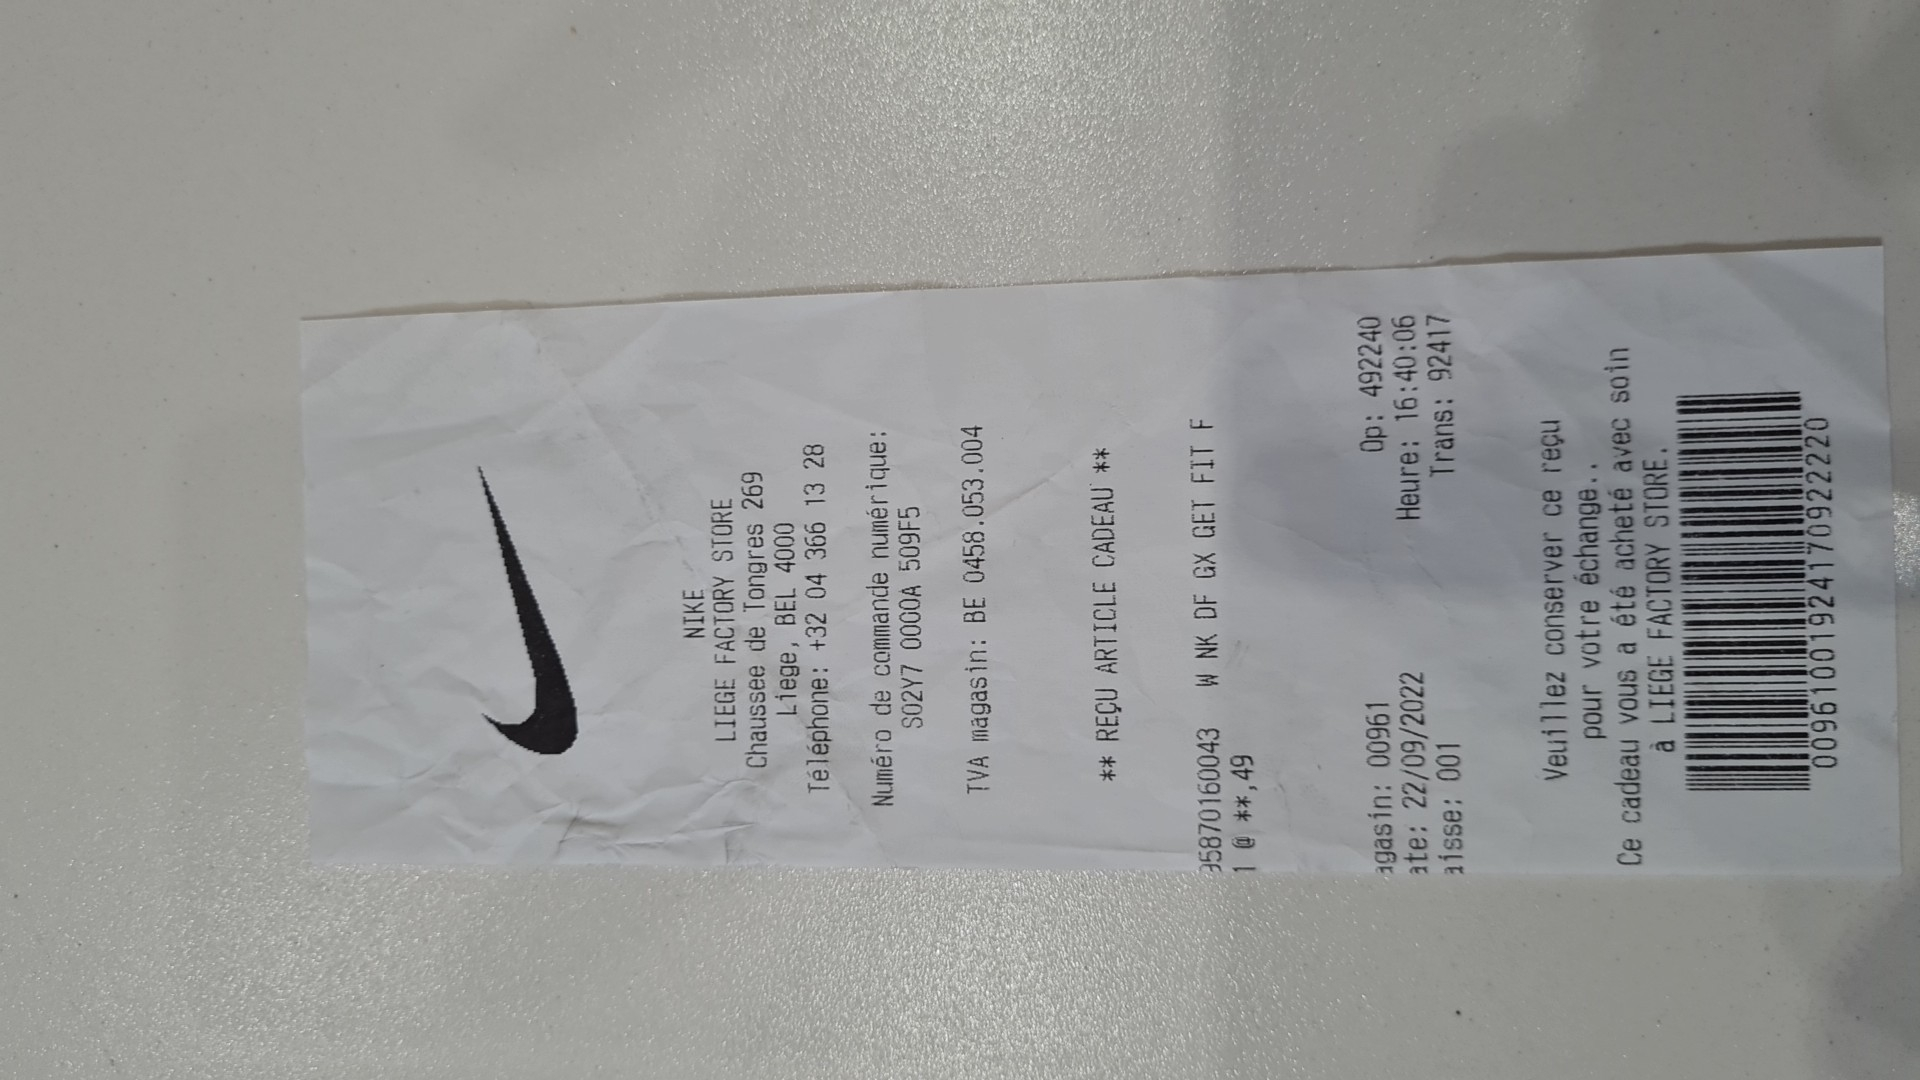 NIKE
LIEGE FACTORY STORE
Chaussee de Tongres 269
Liege, BEL 4000
Téléphone: +32 04 366 13 28
Numéro de commande numérique:
S02Y7 0000A 509F5
TVA magasin: BE 0458.053.004
** REÇU ARTICLE CADEAU **
95870160043 W NK DF GX GET FIT F
1 @ **,49
agasin: 00961 Op: 492240
ate: 22/09/2022 Heure: 16:40:06
aisse: 001 Trans: 92417
Veuillez conserver ce reçu
pour votre échange..
Ce cadeau vous a été acheté avec soin
à LIEGE FACTORY STORE.
00961001924170922220